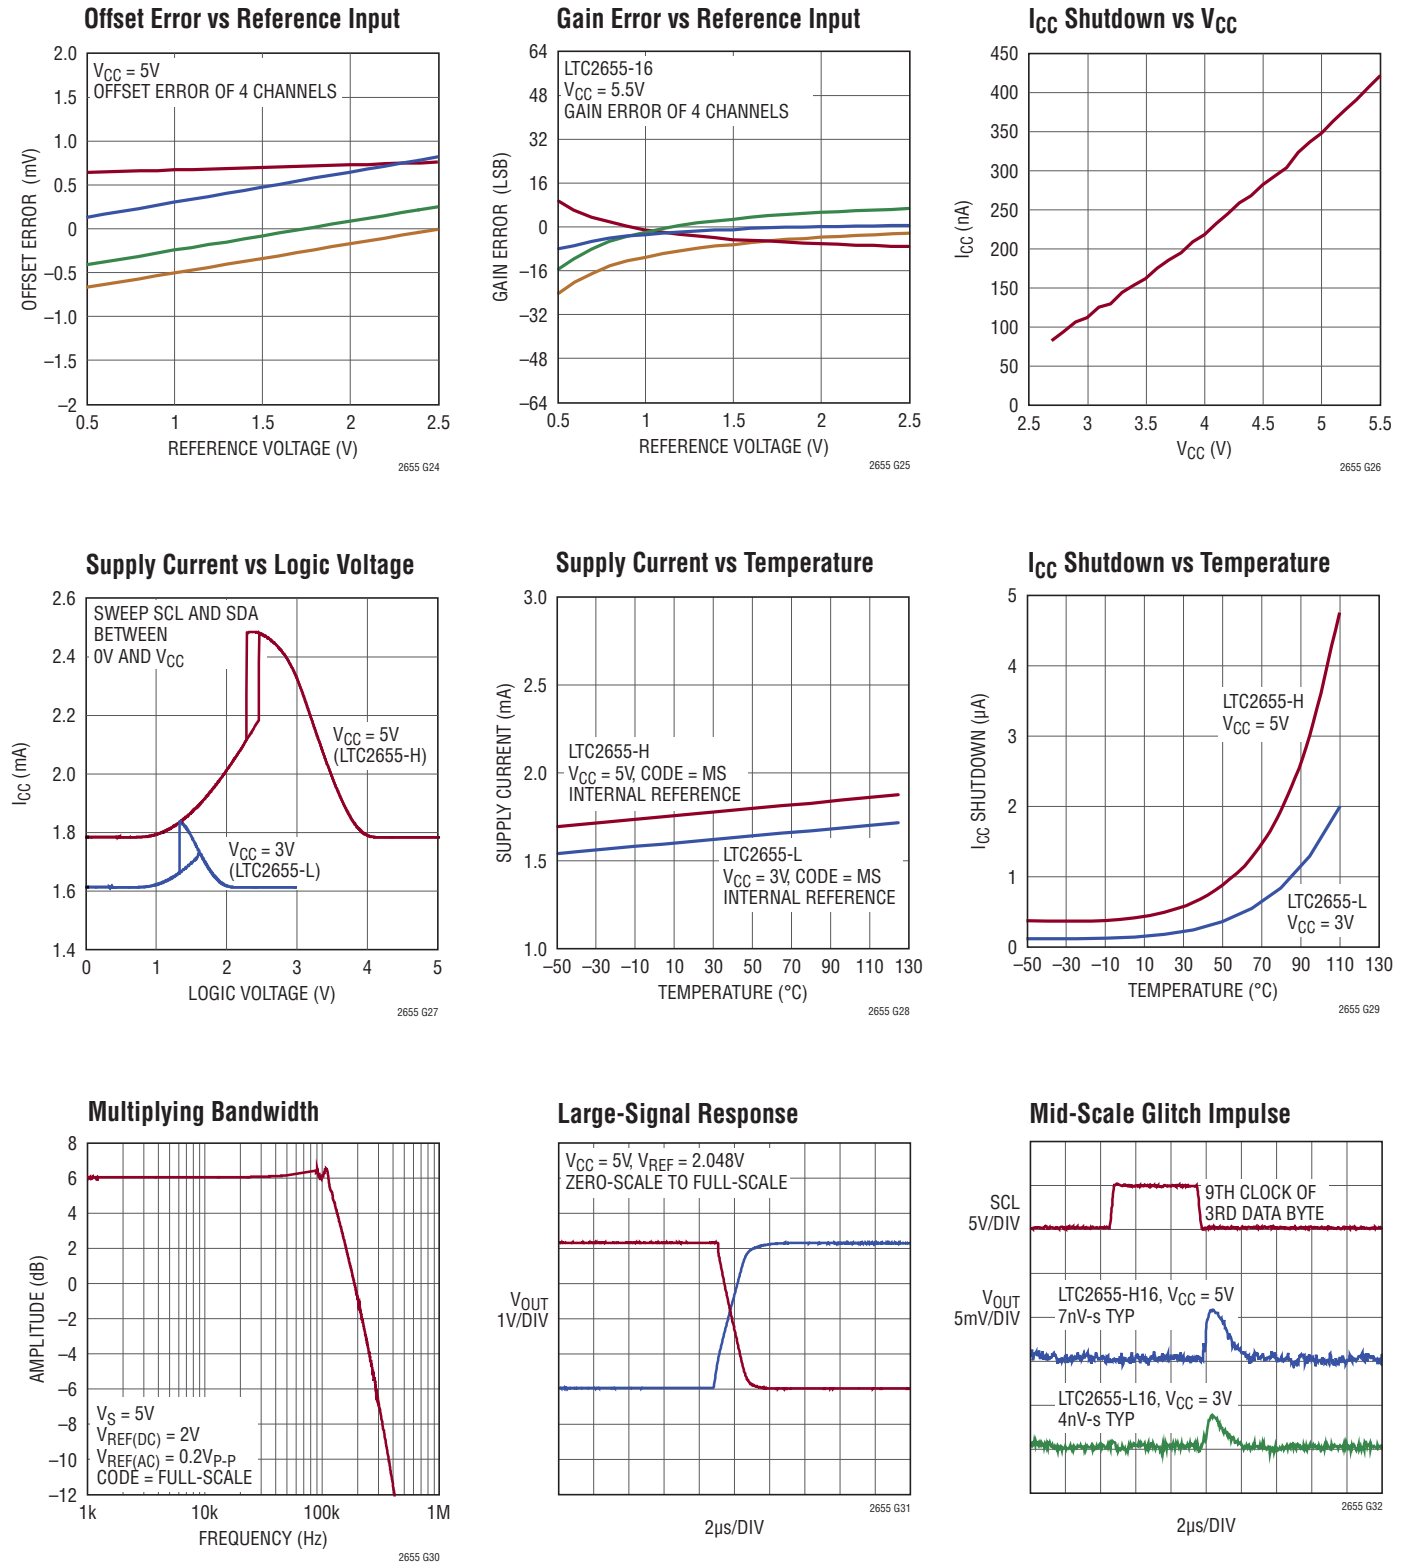 Offset Error vs Reference Input
VCC = 5V
OFFSET ERROR OF 4 CHANNELS
OFFSET ERROR (mV)
2.0
1.5
1.0
0.5
0
–0.5
–1.0
–1.5
–2
0.5 1 1.5 2 2.5
REFERENCE VOLTAGE (V)
2655 G24
Gain Error vs Reference Input
LTC2655-16
VCC = 5.5V
GAIN ERROR OF 4 CHANNELS
GAIN ERROR (LSB)
64
48
32
16
0
–16
–32
–48
–64
0.5 1 1.5 2 2.5
REFERENCE VOLTAGE (V)
2655 G25
ICC Shutdown vs VCC
ICC (nA)
450
400
350
300
250
200
150
100
50
0
2.5 3 3.5 4 4.5 5 5.5
VCC (V)
2655 G26
Supply Current vs Logic Voltage
SWEEP SCL AND SDA
BETWEEN
0V AND VCC
VCC = 5V
(LTC2655-H)
VCC = 3V
(LTC2655-L)
ICC (mA)
2.6
2.4
2.2
2.0
1.8
1.6
1.4
0 1 2 3 4 5
LOGIC VOLTAGE (V)
2655 G27
Supply Current vs Temperature
LTC2655-H
VCC = 5V, CODE = MS
INTERNAL REFERENCE
LTC2655-L
VCC = 3V, CODE = MS
INTERNAL REFERENCE
SUPPLY CURRENT (mA)
3.0
2.5
2.0
1.5
1.0
–50 –30 –10 10 30 50 70 90 110 130
TEMPERATURE (°C)
2655 G28
ICC Shutdown vs Temperature
LTC2655-H
VCC = 5V
LTC2655-L
VCC = 3V
ICC SHUTDOWN (µA)
5
4
3
2
1
0
–50 –30 –10 10 30 50 70 90 110 130
TEMPERATURE (°C)
2655 G29
Multiplying Bandwidth
AMPLITUDE (dB)
8
6
4
2
0
–2
–4
–6
–8
–10
–12
VS = 5V
VREF(DC) = 2V
VREF(AC) = 0.2VP-P
CODE = FULL-SCALE
1k 10k 100k 1M
FREQUENCY (Hz)
2655 G30
Large-Signal Response
VCC = 5V, VREF = 2.048V
ZERO-SCALE TO FULL-SCALE
VOUT
1V/DIV
2µs/DIV
2655 G31
Mid-Scale Glitch Impulse
SCL
5V/DIV
9TH CLOCK OF
3RD DATA BYTE
VOUT
5mV/DIV
LTC2655-H16, VCC = 5V
7nV-s TYP
LTC2655-L16, VCC = 3V
4nV-s TYP
2µs/DIV
2655 G32